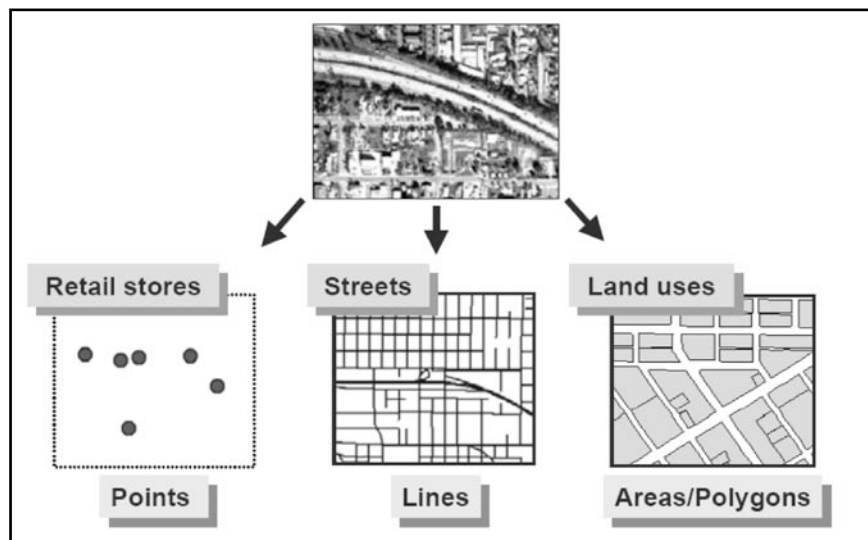 Retail stores
Streets
Land uses
Points
Lines
Areas/Polygons